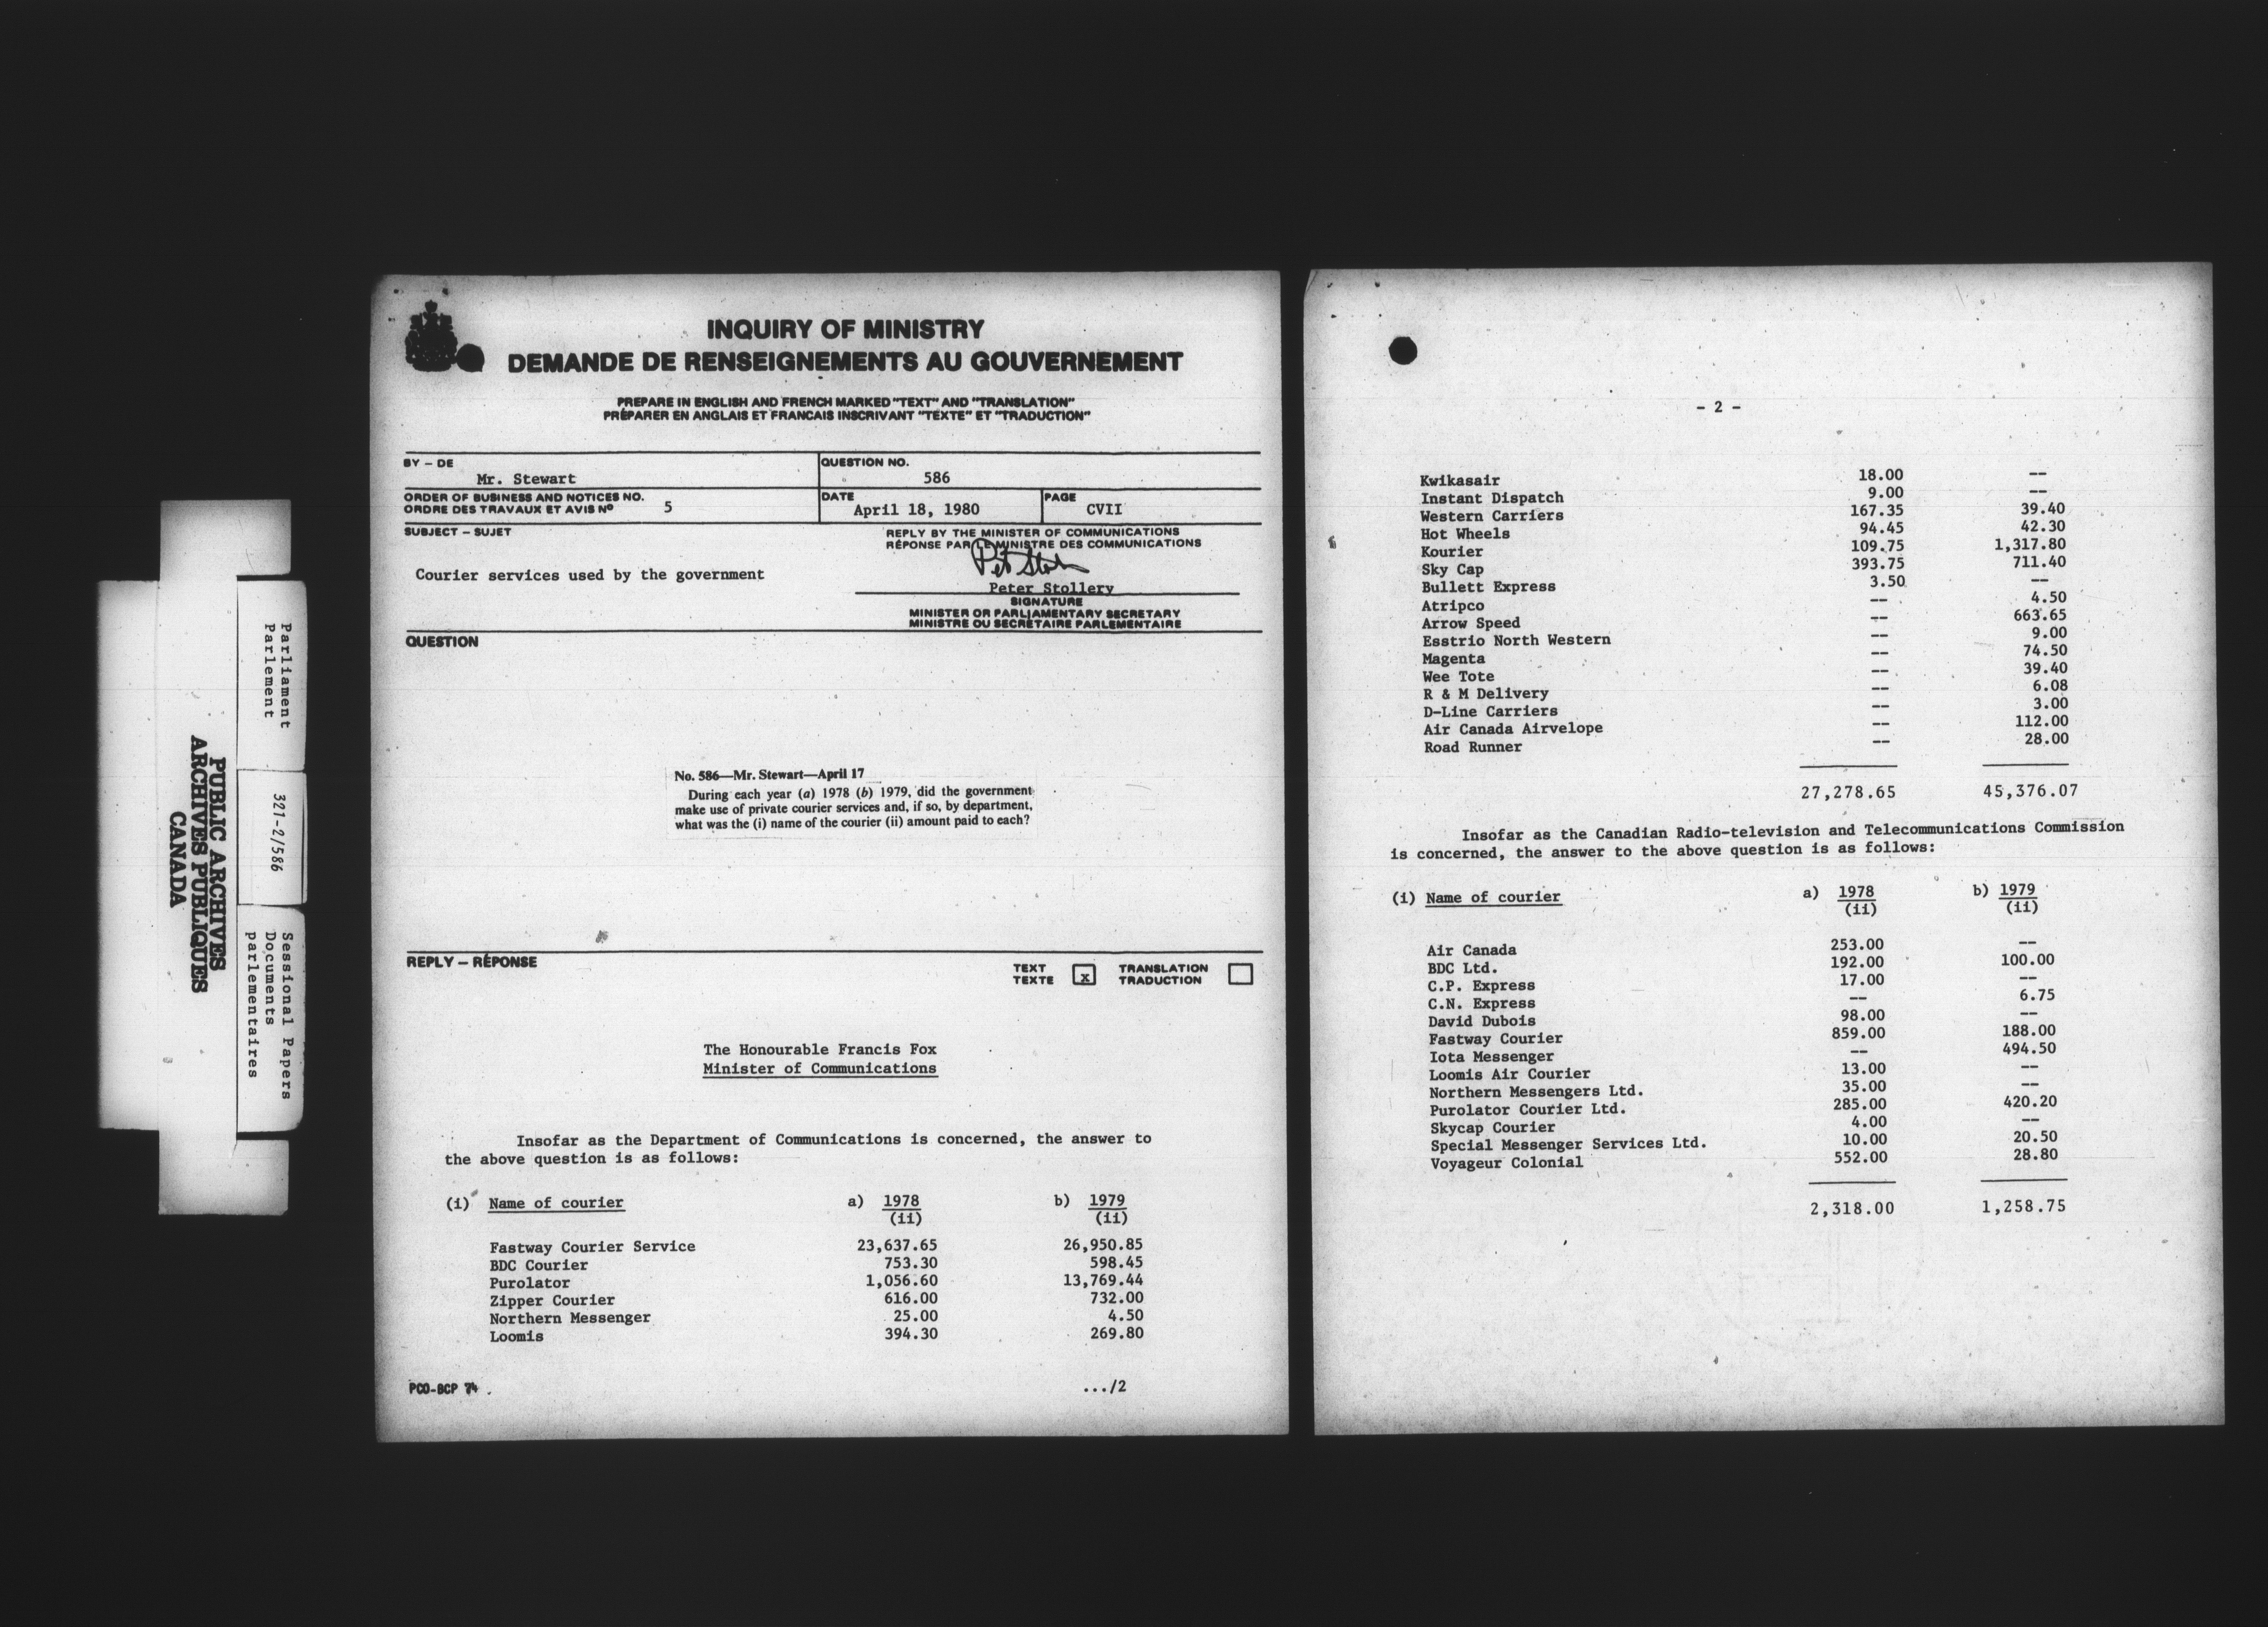 Parliament
Parlement
321-2/586
Sessional Papers
Documents
parlementaires
PUBLIC ARCHIVES
ARCHIVES PUBLIQUES
CANADA
INQUIRY OF MINISTRY
DEMANDE DE RENSEIGNEMENTS AU GOUVERNEMENT
PREPARE IN ENGLISH AND FRENCH MARKED "TEXT" AND "TRANSLATION"
PRÉPARER EN ANGLAIS ET FRANCAIS INSCRIVANT "TEXTE" ET "TRADUCTION"
BY – DE
Mr. Stewart
QUESTION NO.
586
ORDER OF BUSINESS AND NOTICES NO.
ORDRE DES TRAVAUX ET AVIS Nº
5
DATE
April 18, 1980
PAGE
CVII
SUBJECT – SUJET
Courier services used by the government
REPLY BY THE MINISTER OF COMMUNICATIONS
RÉPONSE PAR LE MINISTRE DES COMMUNICATIONS
Peter Stollery
SIGNATURE
MINISTER OR PARLIAMENTARY SECRETARY
MINISTRE OU SECRÉTAIRE PARLEMENTAIRE
QUESTION
No. 586—Mr. Stewart—April 17
During each year (a) 1978 (b) 1979, did the government
make use of private courier services and, if so, by department,
what was the (i) name of the courier (ii) amount paid to each?
REPLY – RÉPONSE
TEXT
TEXTE
x
TRANSLATION
TRADUCTION
The Honourable Francis Fox
Minister of Communications
Insofar as the Department of Communications is concerned, the answer to
the above question is as follows:
(i) Name of courier a) 1978 b) 1979
(ii) (ii)
Fastway Courier Service 23,637.65 26,950.85
BDC Courier 753.30 598.45
Purolator 1,056.60 13,769.44
Zipper Courier 616.00 732.00
Northern Messenger 25.00 4.50
Loomis 394.30 269.80
PCO-BCP 74
.../2
- 2 -
Kwikasair 18.00 --
Instant Dispatch 9.00 --
Western Carriers 167.35 39.40
Hot Wheels 94.45 42.30
Kourier 109.75 1,317.80
Sky Cap 393.75 711.40
Bullett Express 3.50 --
Atripco -- 4.50
Arrow Speed -- 663.65
Esstrio North Western -- 9.00
Magenta -- 74.50
Wee Tote -- 39.40
R & M Delivery -- 6.08
D-Line Carriers -- 3.00
Air Canada Airvelope -- 112.00
Road Runner -- 28.00
27,278.65 45,376.07
Insofar as the Canadian Radio-television and Telecommunications Commission
is concerned, the answer to the above question is as follows:
(i) Name of courier a) 1978 b) 1979
(ii) (ii)
Air Canada 253.00 --
BDC Ltd. 192.00 100.00
C.P. Express 17.00 --
C.N. Express -- 6.75
David Dubois 98.00 --
Fastway Courier 859.00 188.00
Iota Messenger -- 494.50
Loomis Air Courier 13.00 --
Northern Messengers Ltd. 35.00 --
Purolator Courier Ltd. 285.00 420.20
Skycap Courier 4.00 --
Special Messenger Services Ltd. 10.00 20.50
Voyageur Colonial 552.00 28.80
2,318.00 1,258.75